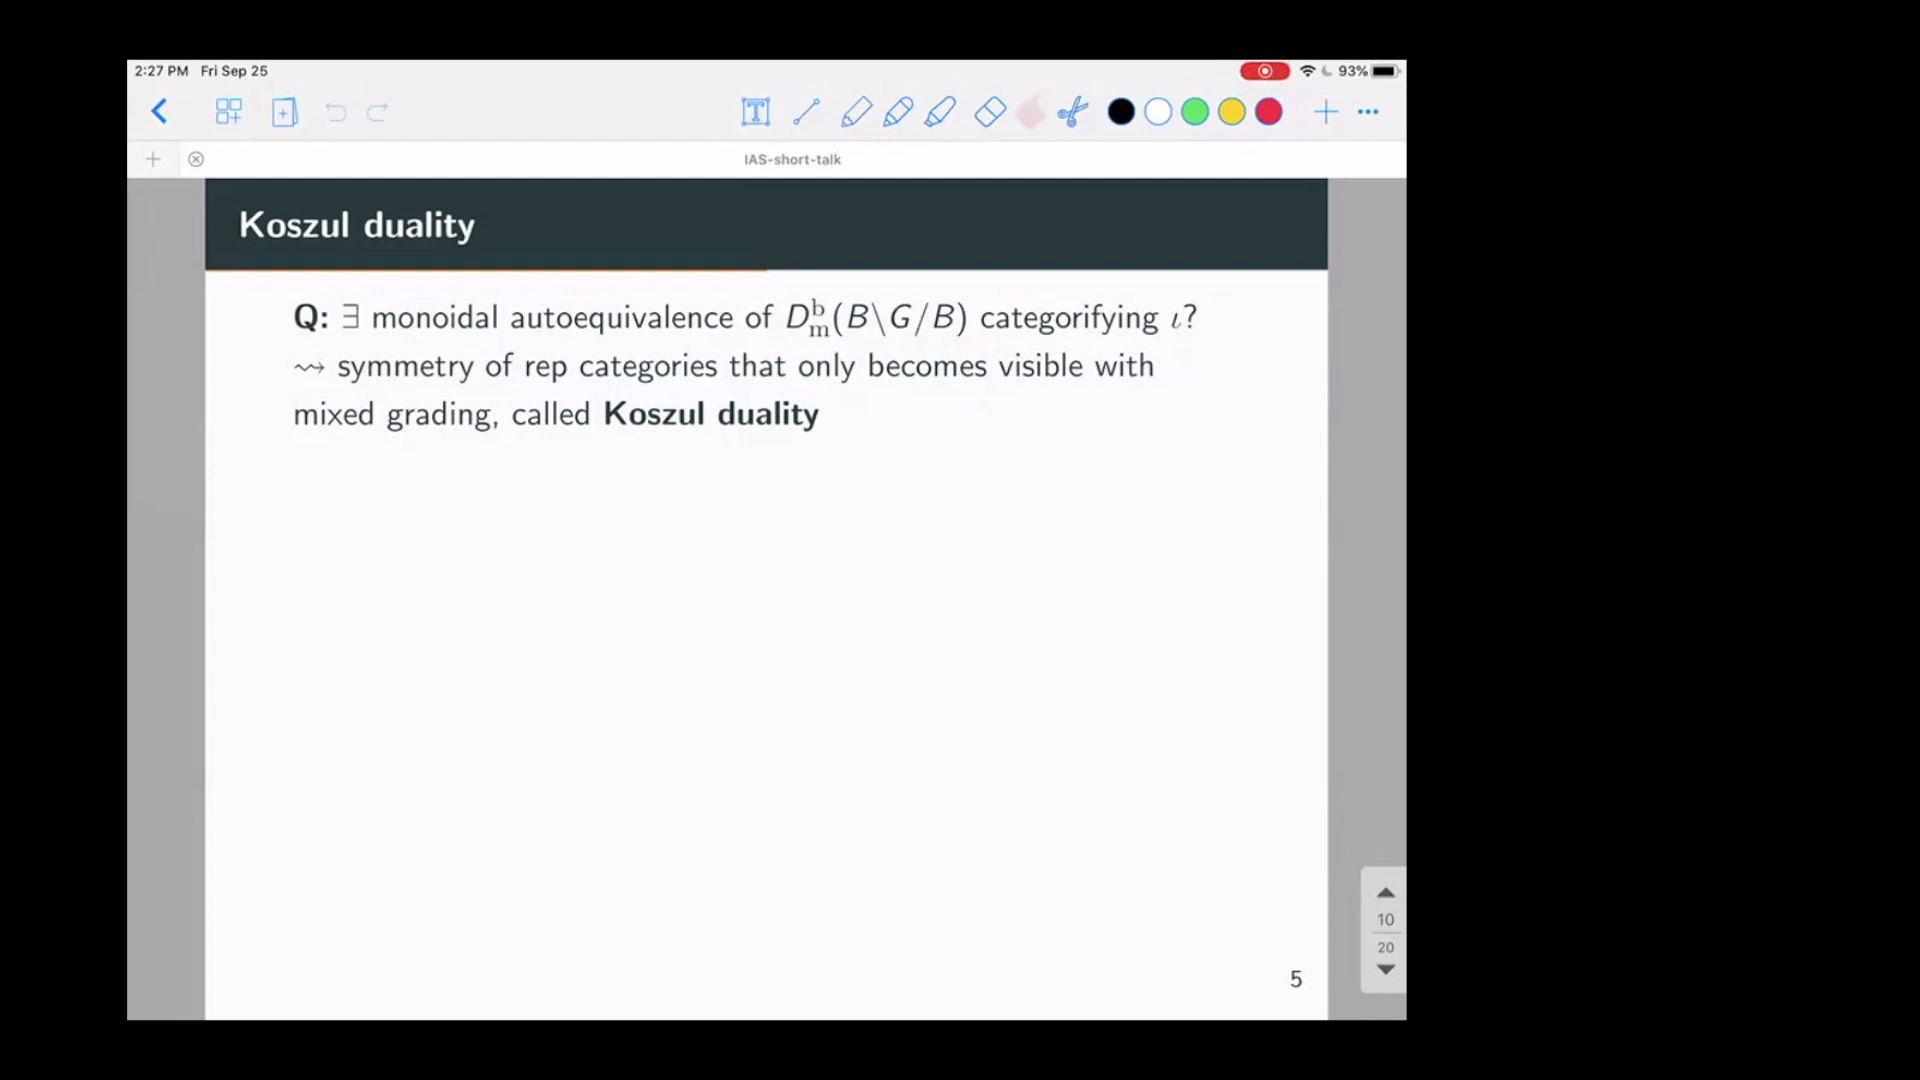 2:27 PM Fri Sep 25
93%
IAS-short-talk
Koszul duality
Q: ∃ monoidal autoequivalence of D^b_m(B\G/B) categorifying ι?
⇝ symmetry of rep categories that only becomes visible with
mixed grading, called Koszul duality
10
20
5